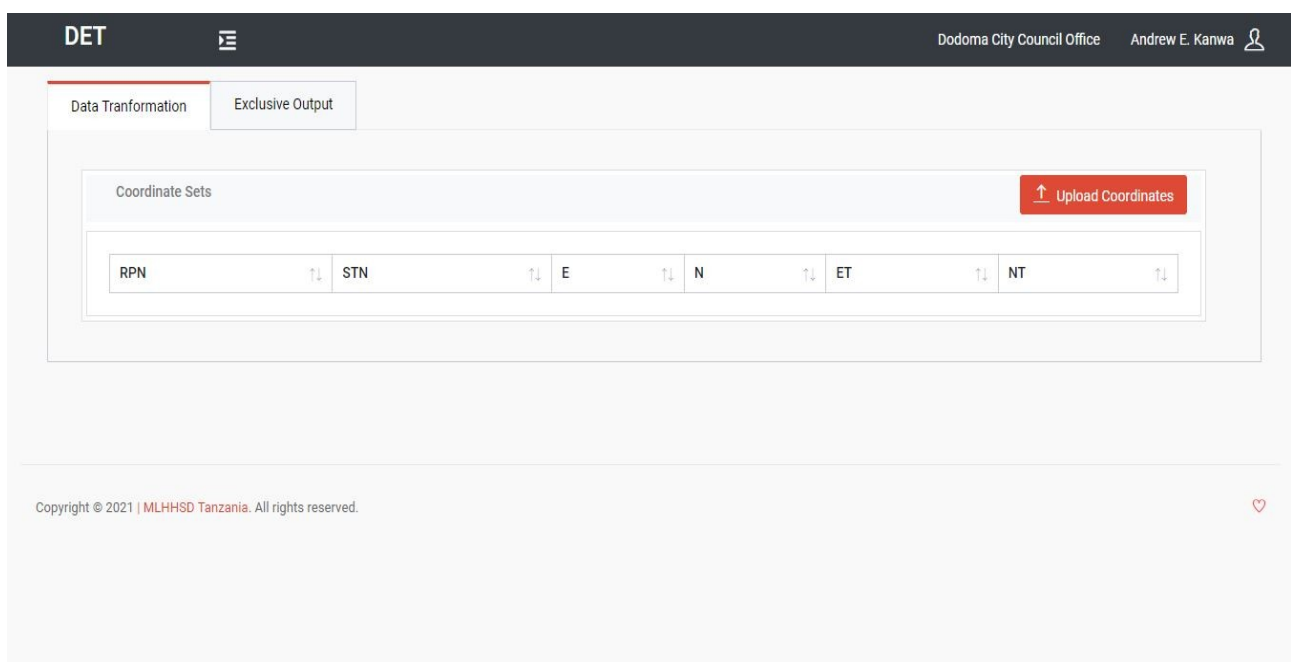 DET
Dodoma City Council Office Andrew E. Kanwa
Data Tranformation Exclusive Output
Coordinate Sets Upload Coordinates
RPN STN E N ET NT
Copyright © 2021 | MLHHSD Tanzania. All rights reserved.